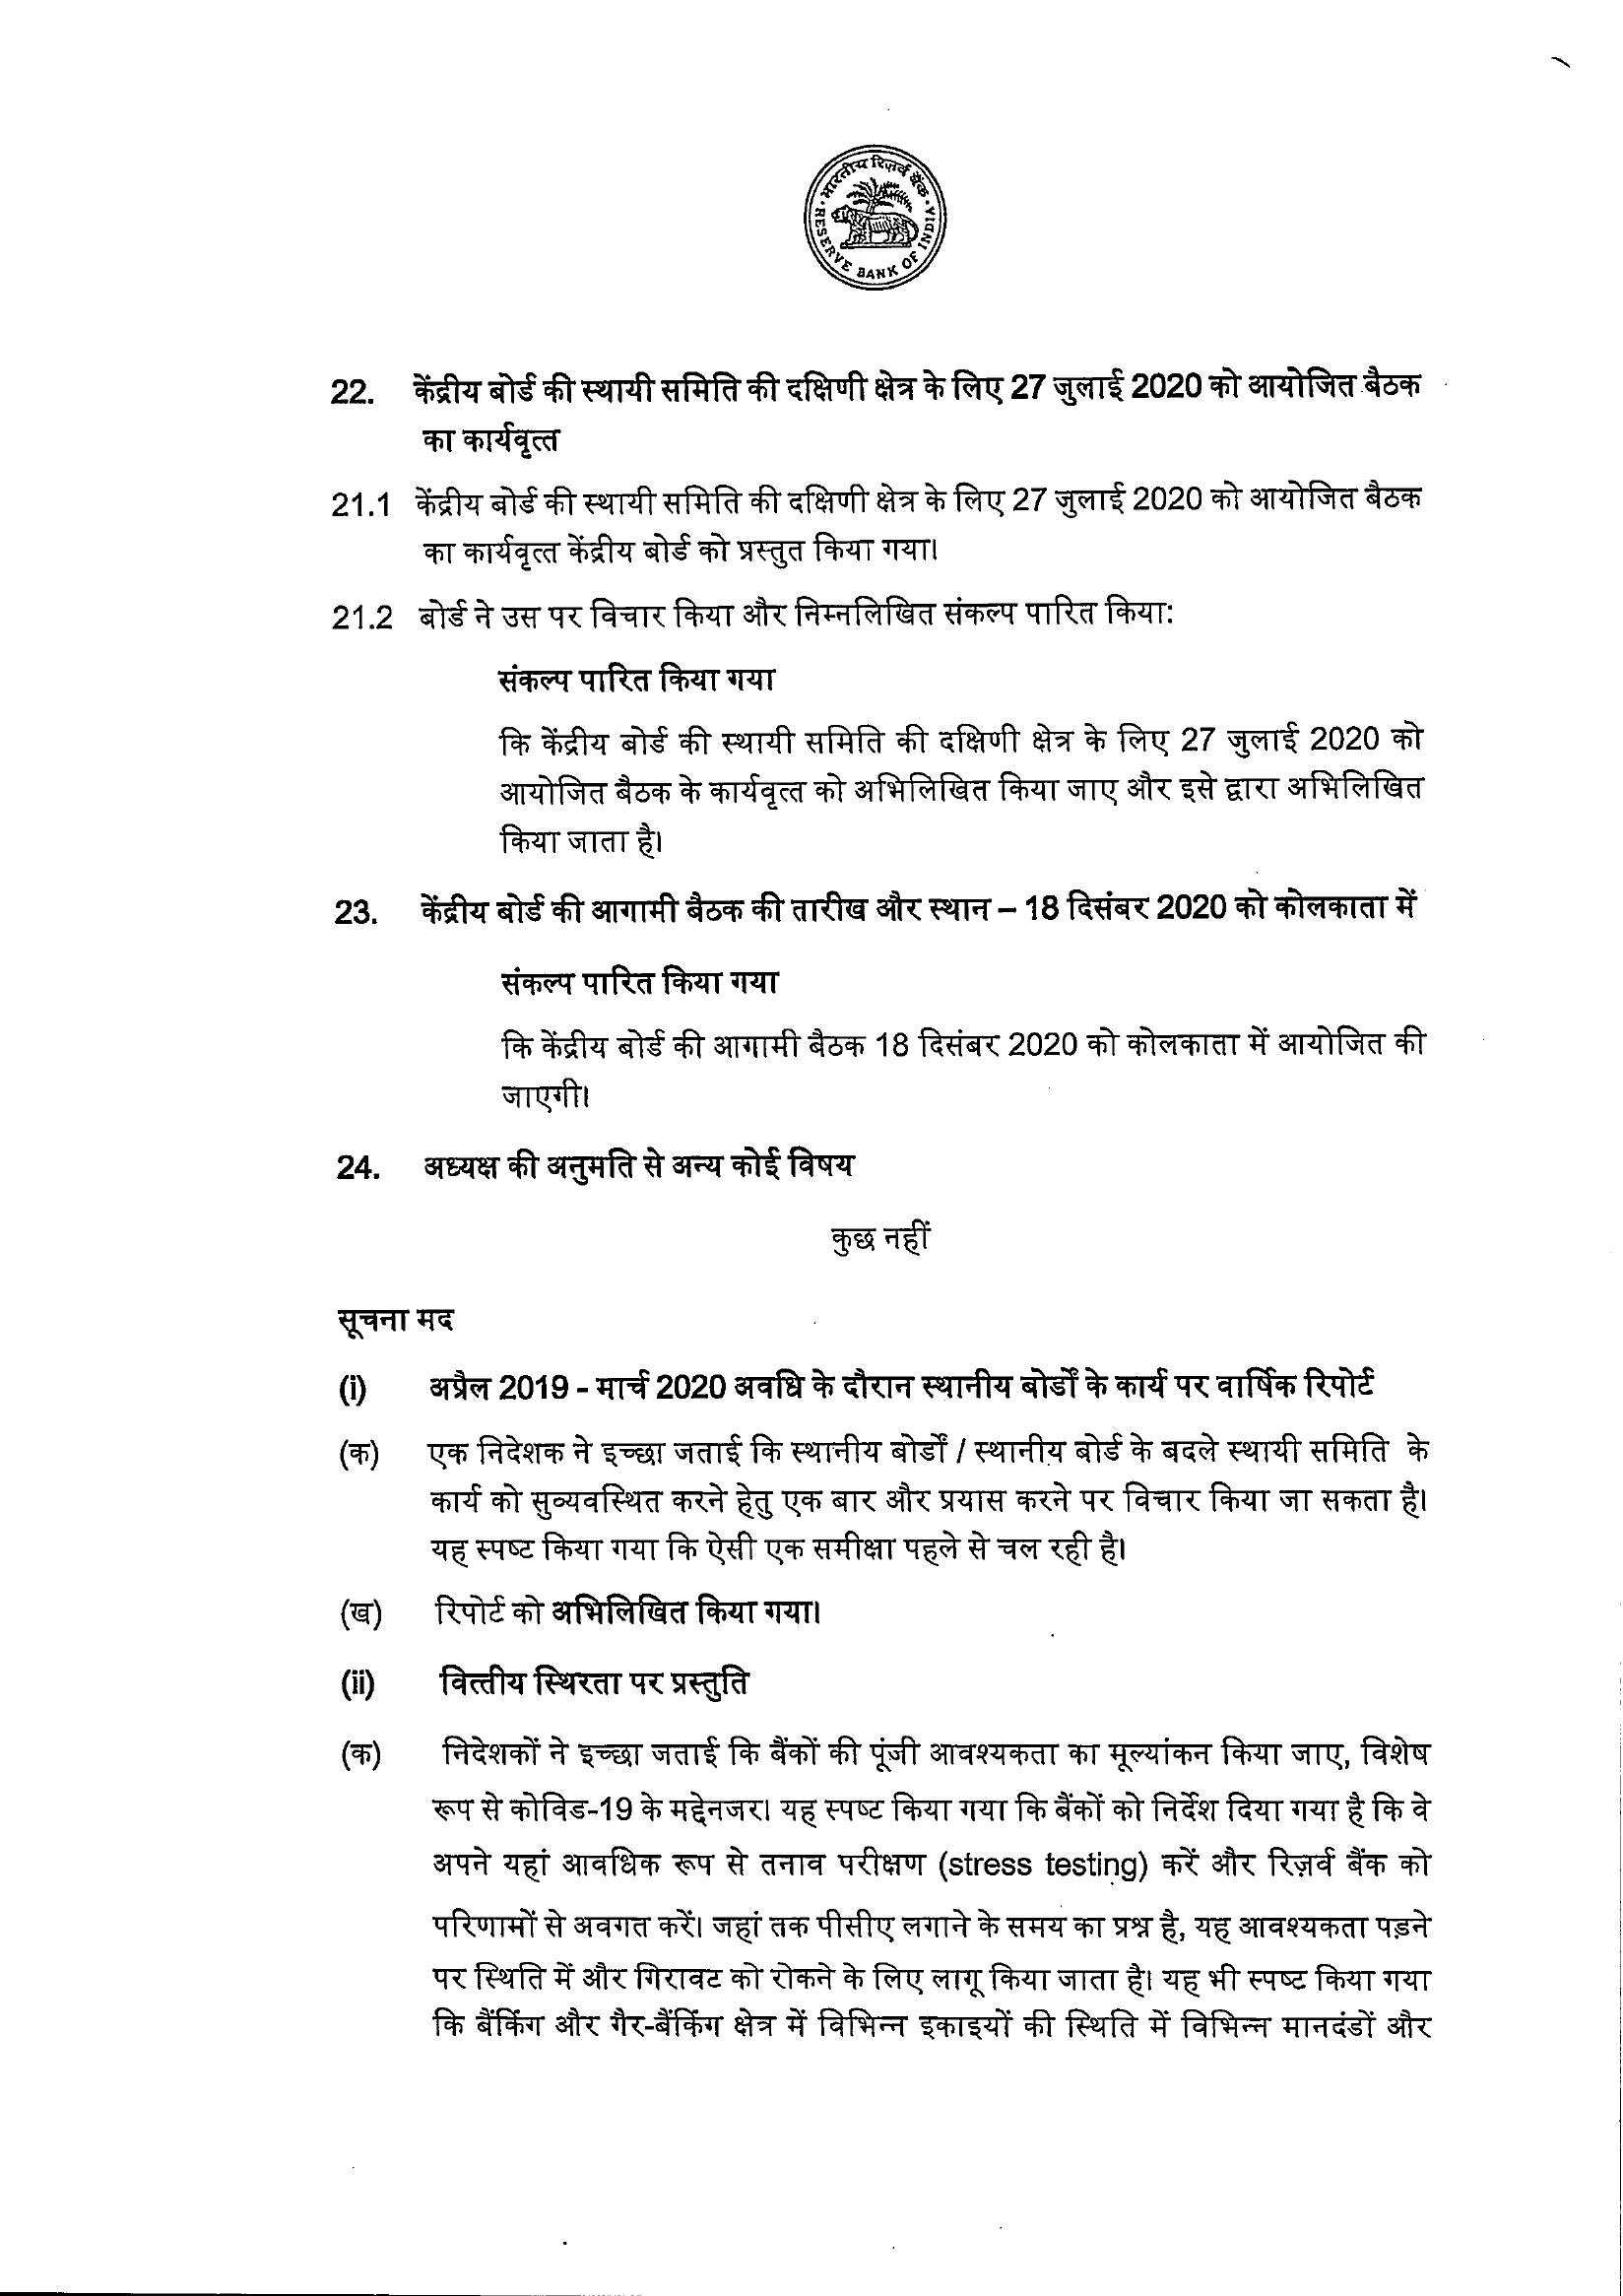 भारतीय रिज़र्व बैंक
RESERVE BANK OF INDIA
22. केंद्रीय बोर्ड की स्थायी समिति की दक्षिणी क्षेत्र के लिए 27 जुलाई 2020 को आयोजित बैठक
का कार्यवृत्त
21.1 केंद्रीय बोर्ड की स्थायी समिति की दक्षिणी क्षेत्र के लिए 27 जुलाई 2020 को आयोजित बैठक
का कार्यवृत्त केंद्रीय बोर्ड को प्रस्तुत किया गया।
21.2 बोर्ड ने उस पर विचार किया और निम्नलिखित संकल्प पारित किया:
संकल्प पारित किया गया
कि केंद्रीय बोर्ड की स्थायी समिति की दक्षिणी क्षेत्र के लिए 27 जुलाई 2020 को
आयोजित बैठक के कार्यवृत्त को अभिलिखित किया जाए और इसे द्वारा अभिलिखित
किया जाता है।
23. केंद्रीय बोर्ड की आगामी बैठक की तारीख और स्थान – 18 दिसंबर 2020 को कोलकाता में
संकल्प पारित किया गया
कि केंद्रीय बोर्ड की आगामी बैठक 18 दिसंबर 2020 को कोलकाता में आयोजित की
जाएगी।
24. अध्यक्ष की अनुमति से अन्य कोई विषय
कुछ नहीं
सूचना मद
(i) अप्रैल 2019 - मार्च 2020 अवधि के दौरान स्थानीय बोर्डों के कार्य पर वार्षिक रिपोर्ट
(क) एक निदेशक ने इच्छा जताई कि स्थानीय बोर्डों / स्थानीय बोर्ड के बदले स्थायी समिति के
कार्य को सुव्यवस्थित करने हेतु एक बार और प्रयास करने पर विचार किया जा सकता है।
यह स्पष्ट किया गया कि ऐसी एक समीक्षा पहले से चल रही है।
(ख) रिपोर्ट को अभिलिखित किया गया।
(ii) वित्तीय स्थिरता पर प्रस्तुति
(क) निदेशकों ने इच्छा जताई कि बैंकों की पूंजी आवश्यकता का मूल्यांकन किया जाए, विशेष
रूप से कोविड-19 के मद्देनजर। यह स्पष्ट किया गया कि बैंकों को निर्देश दिया गया है कि वे
अपने यहां आवधिक रूप से तनाव परीक्षण (stress testing) करें और रिज़र्व बैंक को
परिणामों से अवगत करें। जहां तक पीसीए लगाने के समय का प्रश्न है, यह आवश्यकता पड़ने
पर स्थिति में और गिरावट को रोकने के लिए लागू किया जाता है। यह भी स्पष्ट किया गया
कि बैंकिंग और गैर-बैंकिंग क्षेत्र में विभिन्न इकाइयों की स्थिति में विभिन्न मानदंडों और